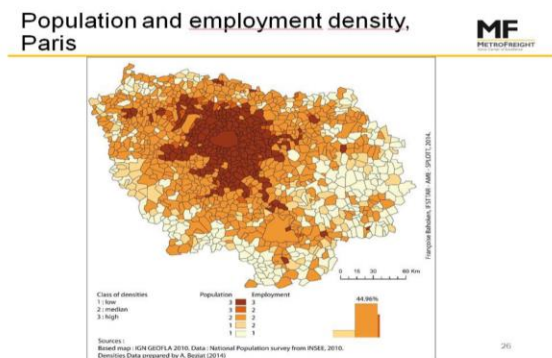 Population and employment density,
Paris
MF
METROFREIGHT
Françoise Bahoken, IFSTTAR - AME - SPLOTT, 2014.
0 15 30 60 Km
Class of densities
1 : low
2 : median
3 : high
Population Employment
3 3
3 2
2 2
1 2
1 1
44.96%
Sources :
Based map : IGN GEOFLA 2010. Data : National Population survey from INSEE, 2010.
Densities Data prepared by A. Beziat (2014)
26